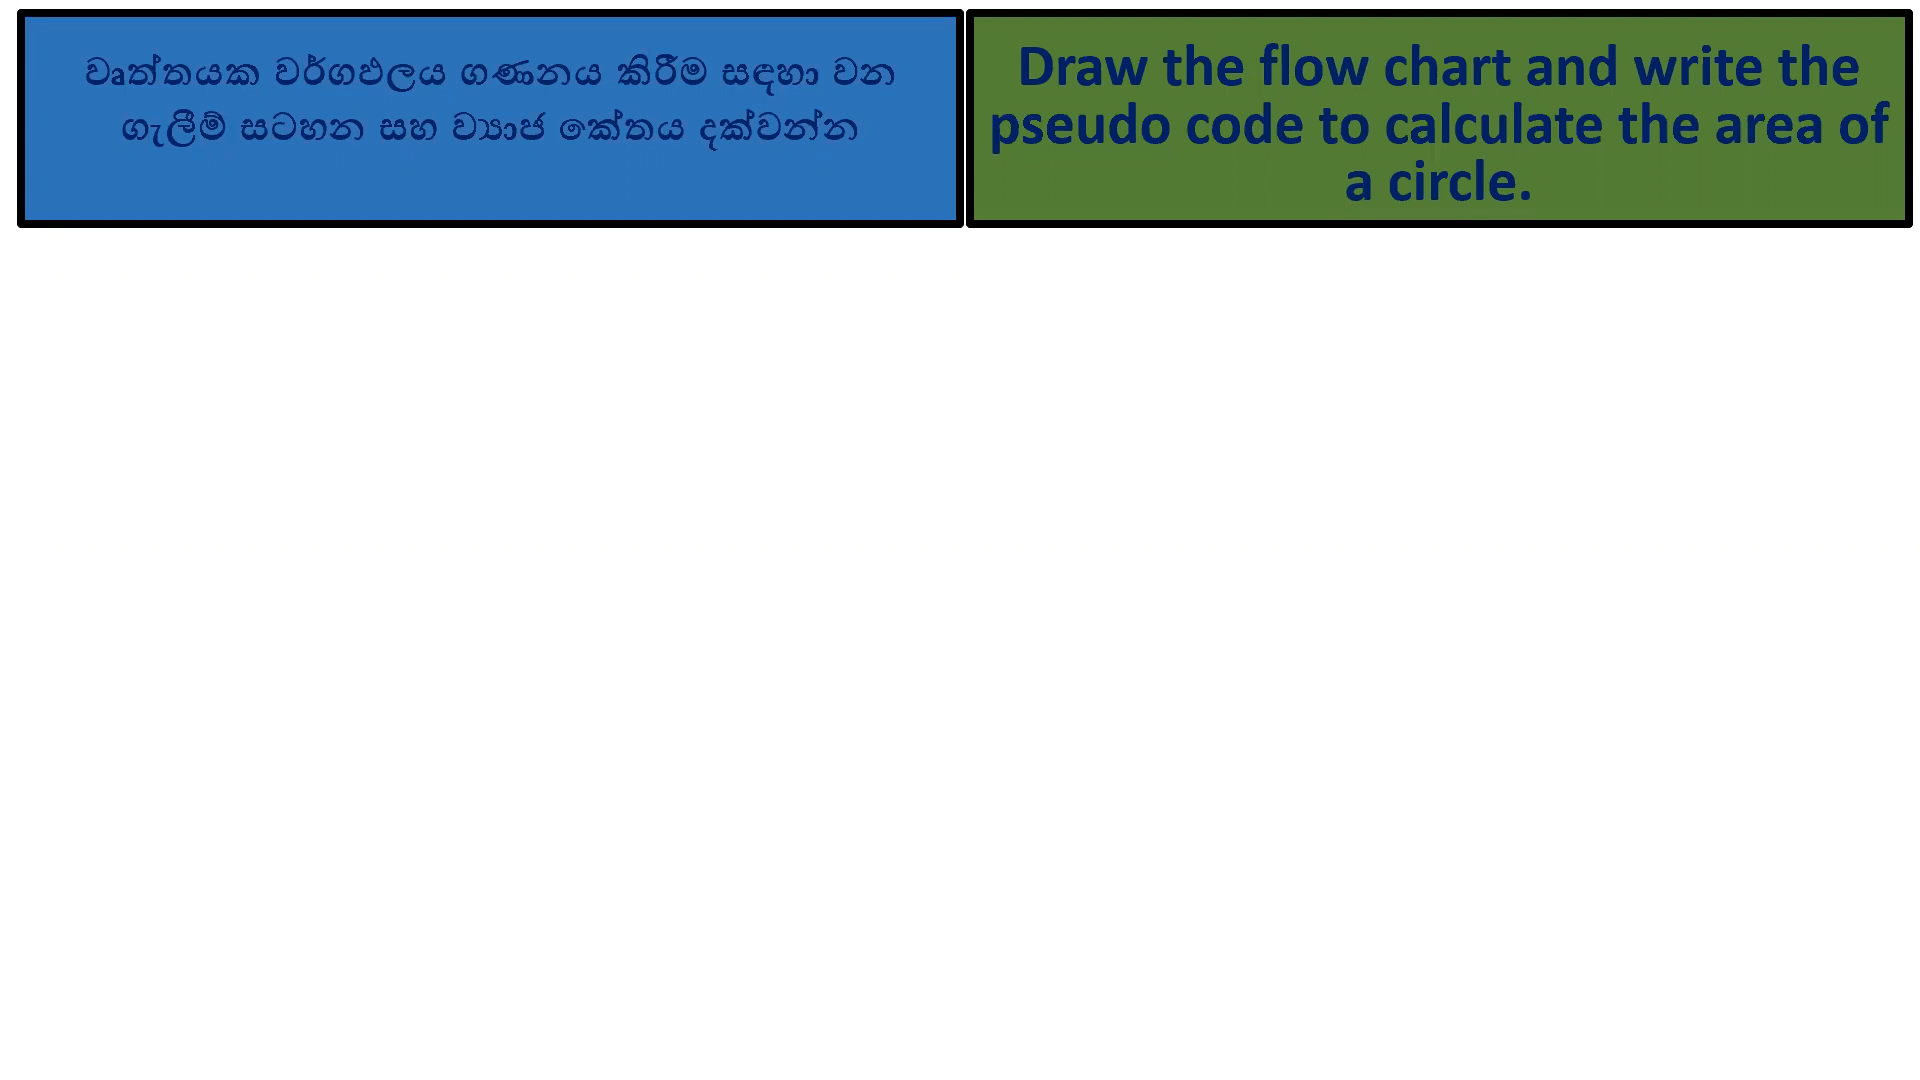 වෘත්තයක වර්ගඵලය ගණනය කිරීම සඳහා වන
ගැලීම් සටහන සහ ව්‍යාජ කේතය දක්වන්න
Draw the flow chart and write the
pseudo code to calculate the area of
a circle.